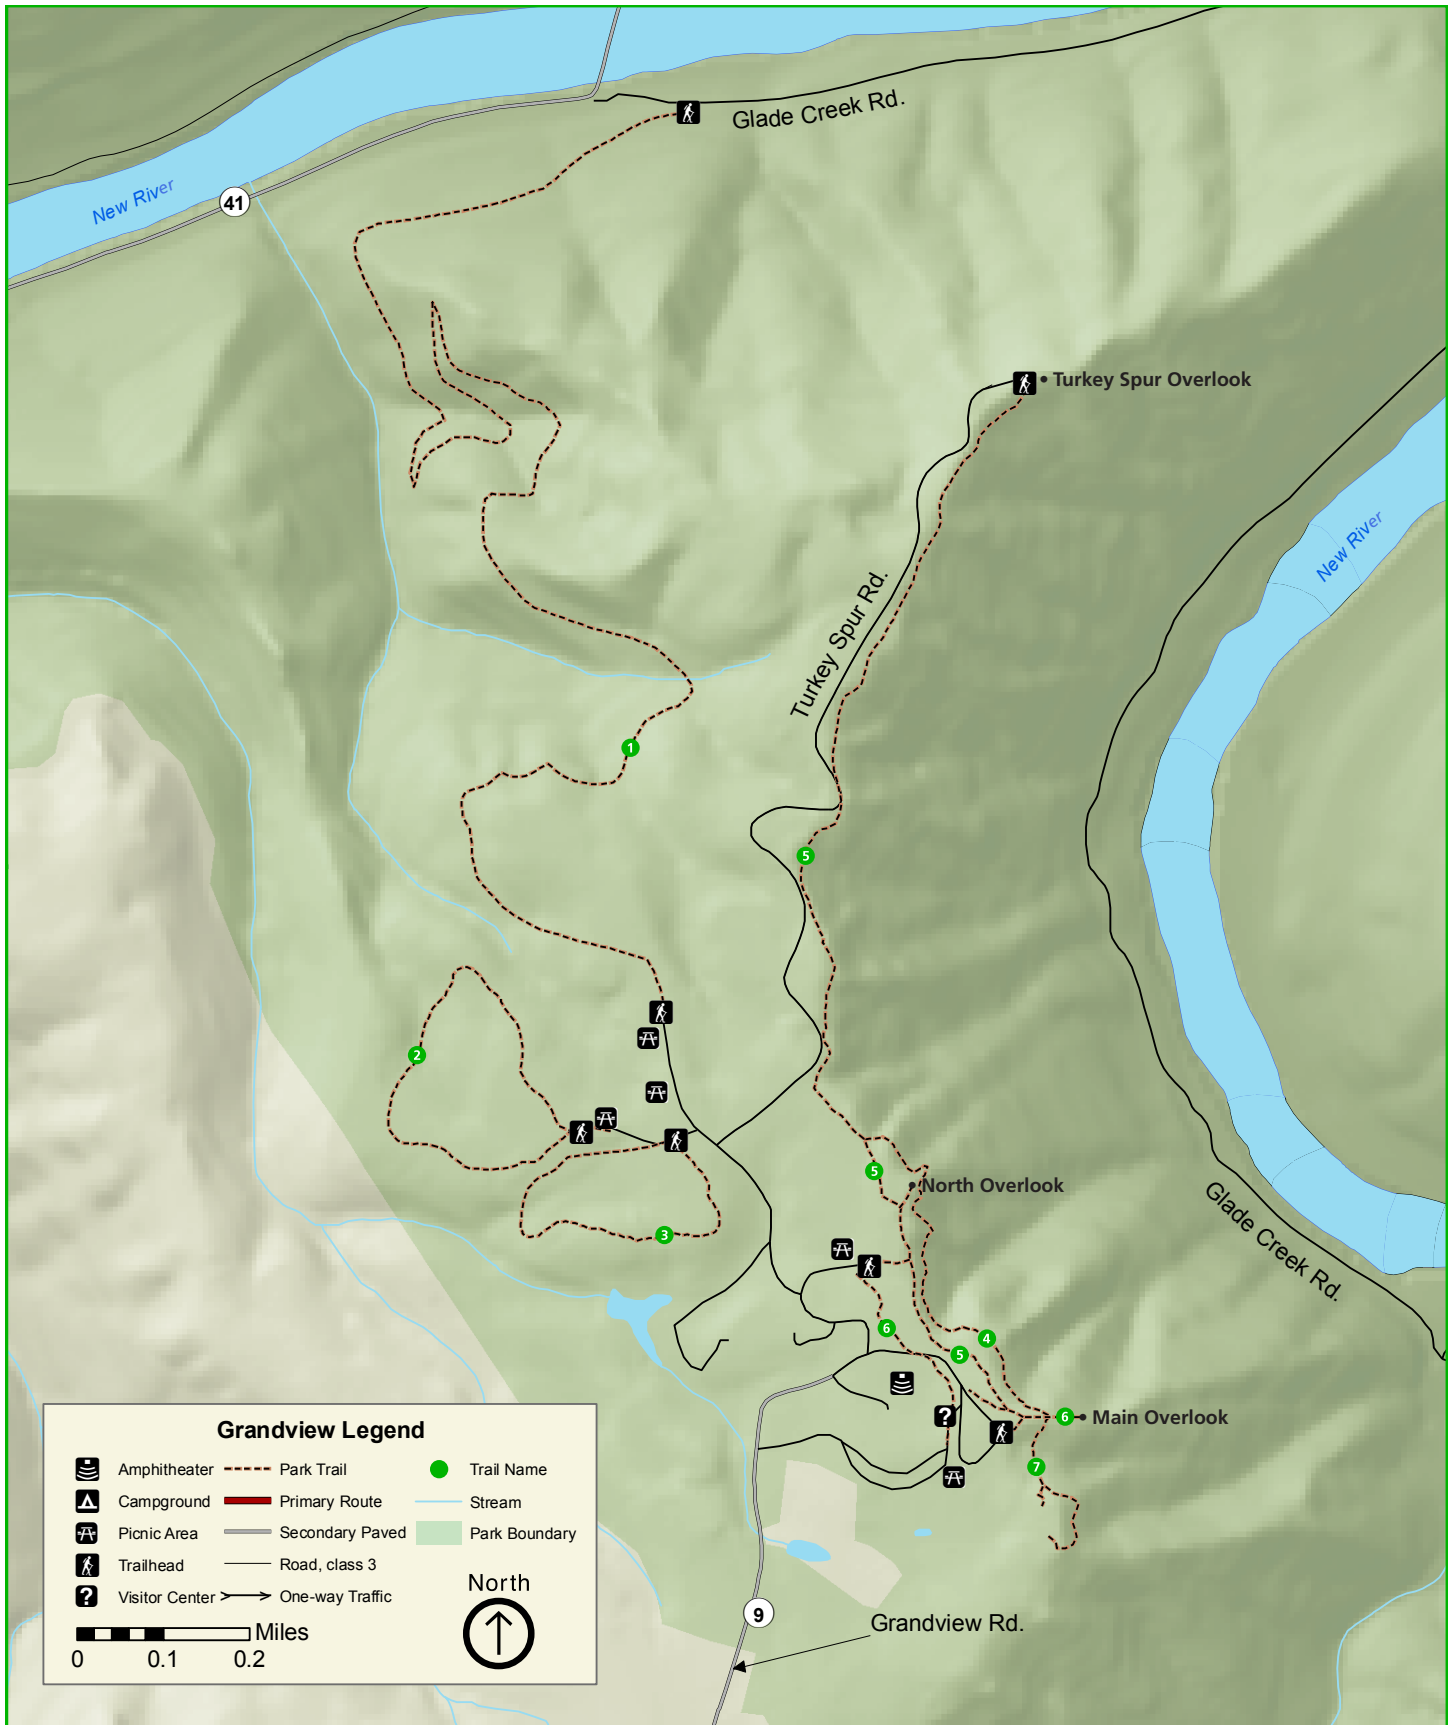 Glade Creek Rd.
New River
41
Turkey Spur Overlook
New River
Turkey Spur Rd.
1
5
2
5
North Overlook
Glade Creek Rd.
3
6
4
5
6
Main Overlook
?
7
Grandview Legend
Amphitheater
Park Trail
Trail Name
Campground
Primary Route
Stream
Picnic Area
Secondary Paved
Park Boundary
Trailhead
Road, class 3
?
Visitor Center
One-way Traffic
North
Miles
0
0.1
0.2
9
Grandview Rd.